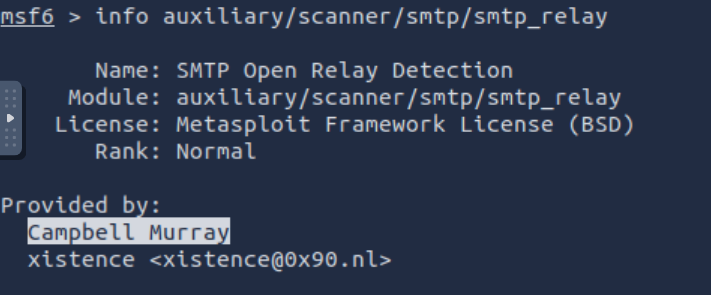 msf6 > info auxiliary/scanner/smtp/smtp_relay
Name: SMTP Open Relay Detection
Module: auxiliary/scanner/smtp/smtp_relay
License: Metasploit Framework License (BSD)
Rank: Normal
Provided by:
Campbell Murray
xistence <xistence@0x90.nl>